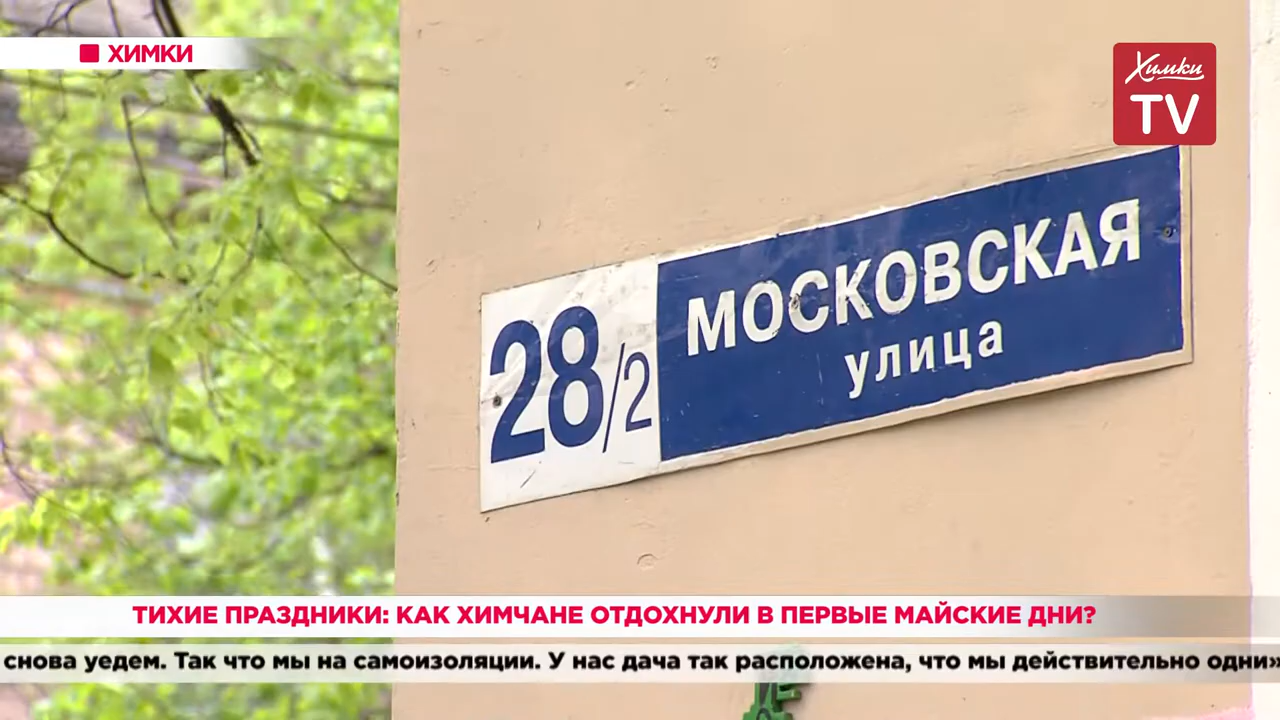 ХИМКИ
Химки
TV
28/2
МОСКОВСКАЯ
улица
ТИХИЕ ПРАЗДНИКИ: КАК ХИМЧАНЕ ОТДОХНУЛИ В ПЕРВЫЕ МАЙСКИЕ ДНИ?
снова уедем. Так что мы на самоизоляции. У нас дача так расположена, что мы действительно одни»